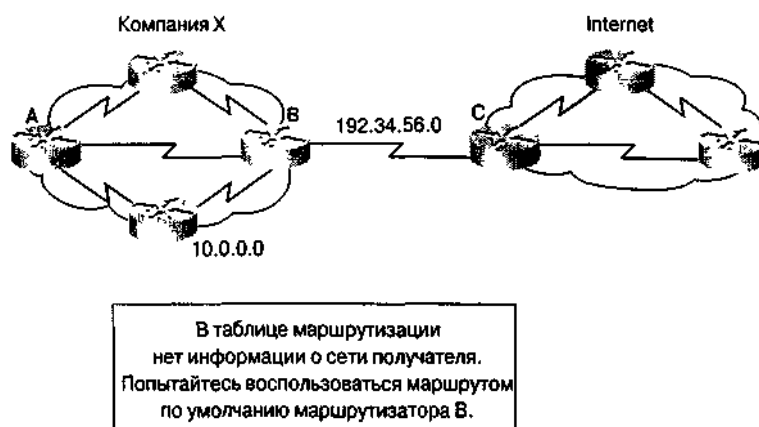 Компания X
Internet
A
B
192.34.56.0
C
10.0.0.0
В таблице маршрутизации
нет информации о сети получателя.
Попытайтесь воспользоваться маршрутом
по умолчанию маршрутизатора В.